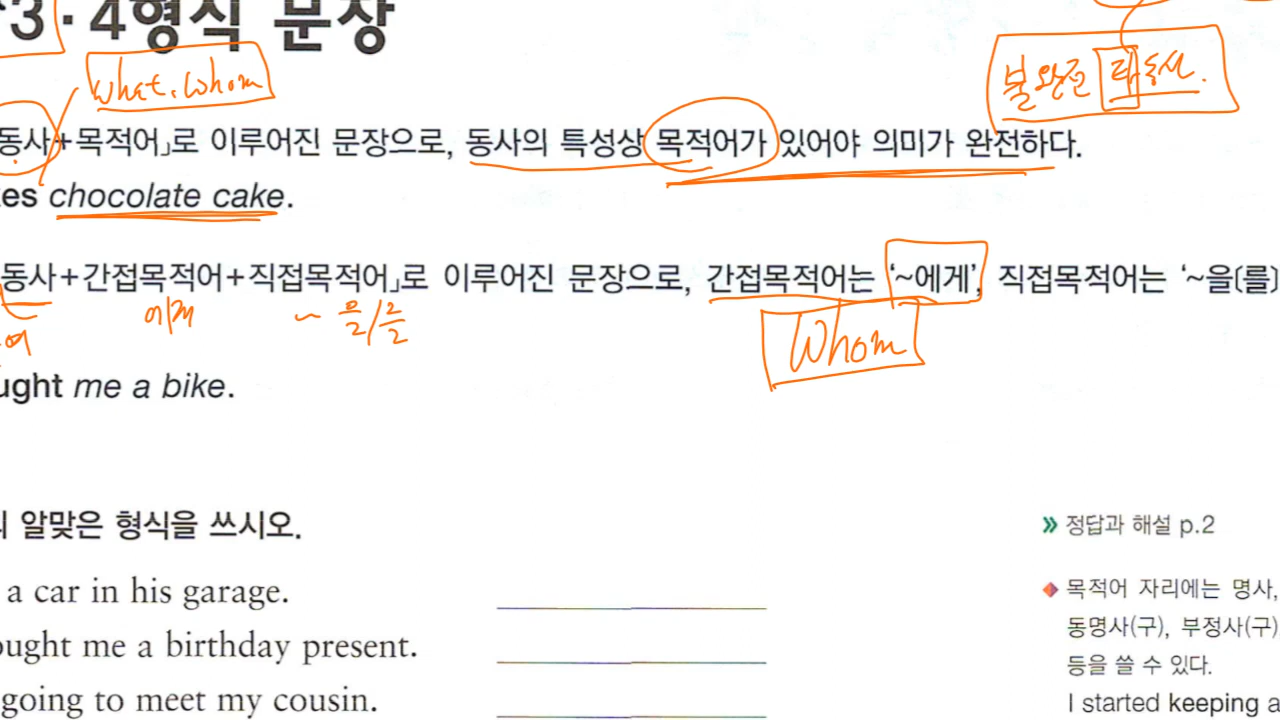 3·4형식 문장
what, whom
불완전 타동사.
동사+목적어」로 이루어진 문장으로, 동사의 특성상 목적어가 있어야 의미가 완전하다.
es chocolate cake.
동사+간접목적어+직접목적어」로 이루어진 문장으로, 간접목적어는 ‘~에게’, 직접목적어는 ‘~을(를)
에게 ~ 을/를
Whom
ught me a bike.
알맞은 형식을 쓰시오.
» 정답과 해설 p.2
a car in his garage.
ought me a birthday present.
going to meet my cousin.
◆ 목적어 자리에는 명사,
동명사(구), 부정사(구)
등을 쓸 수 있다.
I started keeping a